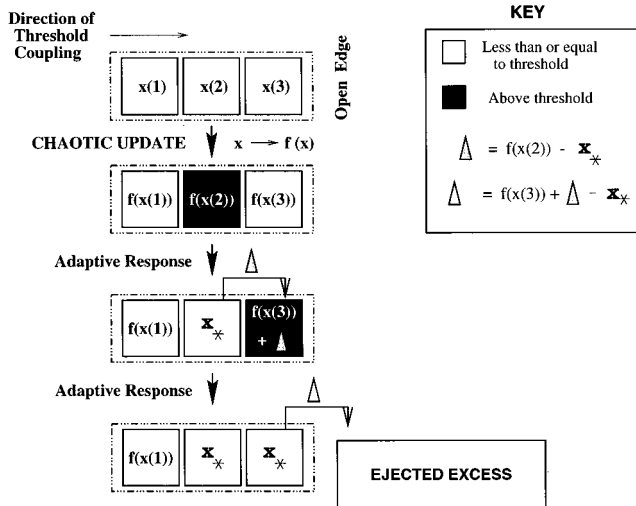 Direction of
Threshold
Coupling
x(1) x(2) x(3)
Open Edge
CHAOTIC UPDATE x → f (x)
f(x(1)) f(x(2)) f(x(3))
Adaptive Response Δ
f(x(1)) x* f(x(3))
+ Δ
Adaptive Response Δ
f(x(1)) x* x*
EJECTED EXCESS
KEY
Less than or equal
to threshold
Above threshold
Δ = f(x(2)) - x*
Δ = f(x(3)) + Δ - x*